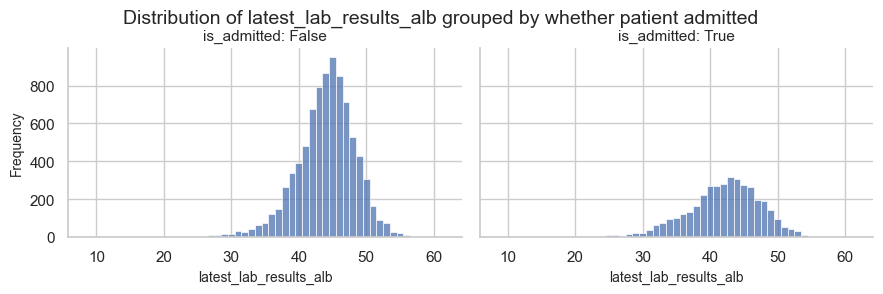 Distribution of latest_lab_results_alb grouped by whether patient admitted
is_admitted: False
is_admitted: True
Frequency
800
600
400
200
0
10 20 30 40 50 60
10 20 30 40 50 60
latest_lab_results_alb
latest_lab_results_alb